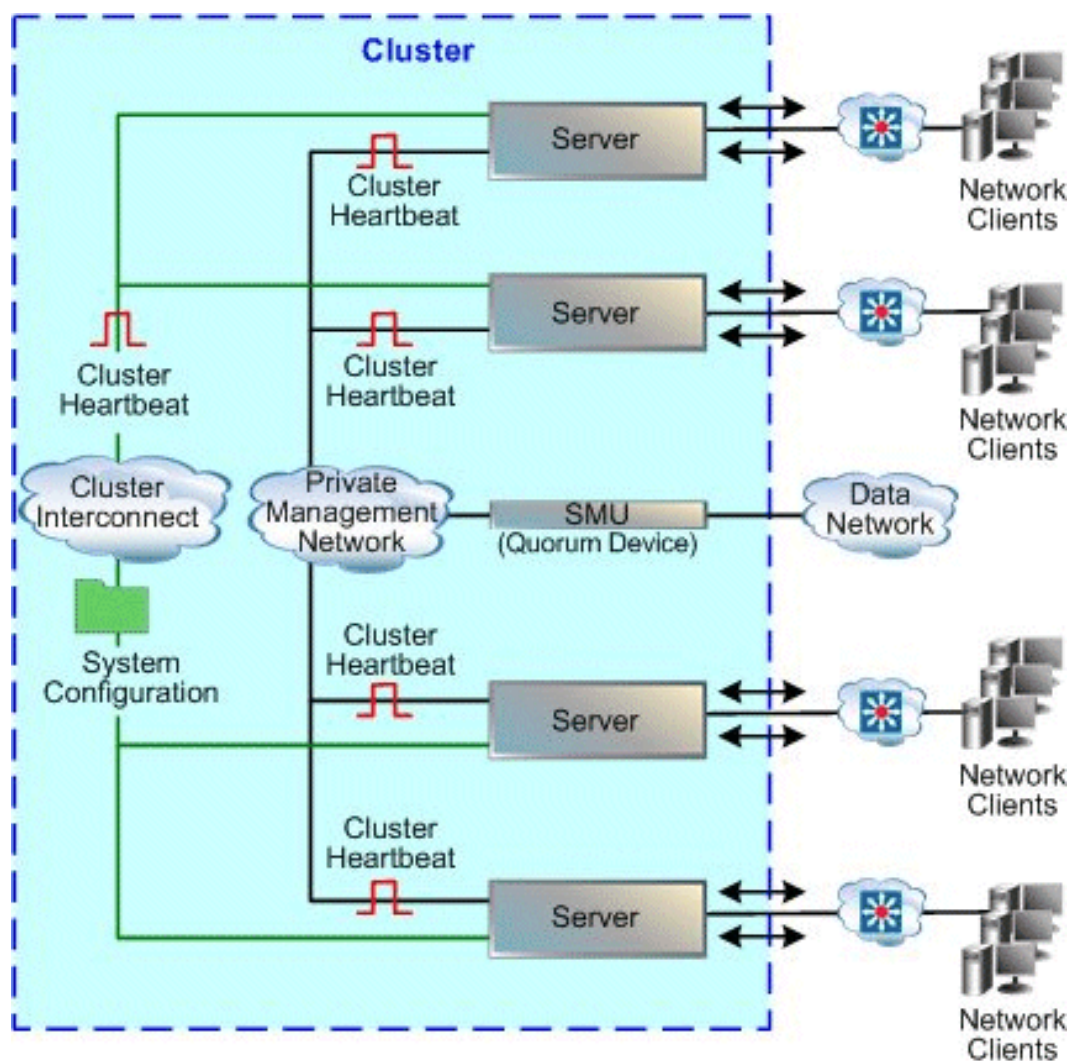 Cluster
Server
Cluster
Heartbeat
Network
Clients
Server
Cluster
Heartbeat
Cluster
Heartbeat
Network
Clients
Cluster
Interconnect
Private
Management
Network
SMU
(Quorum Device)
Data
Network
System
Configuration
Cluster
Heartbeat
Server
Network
Clients
Cluster
Heartbeat
Server
Network
Clients